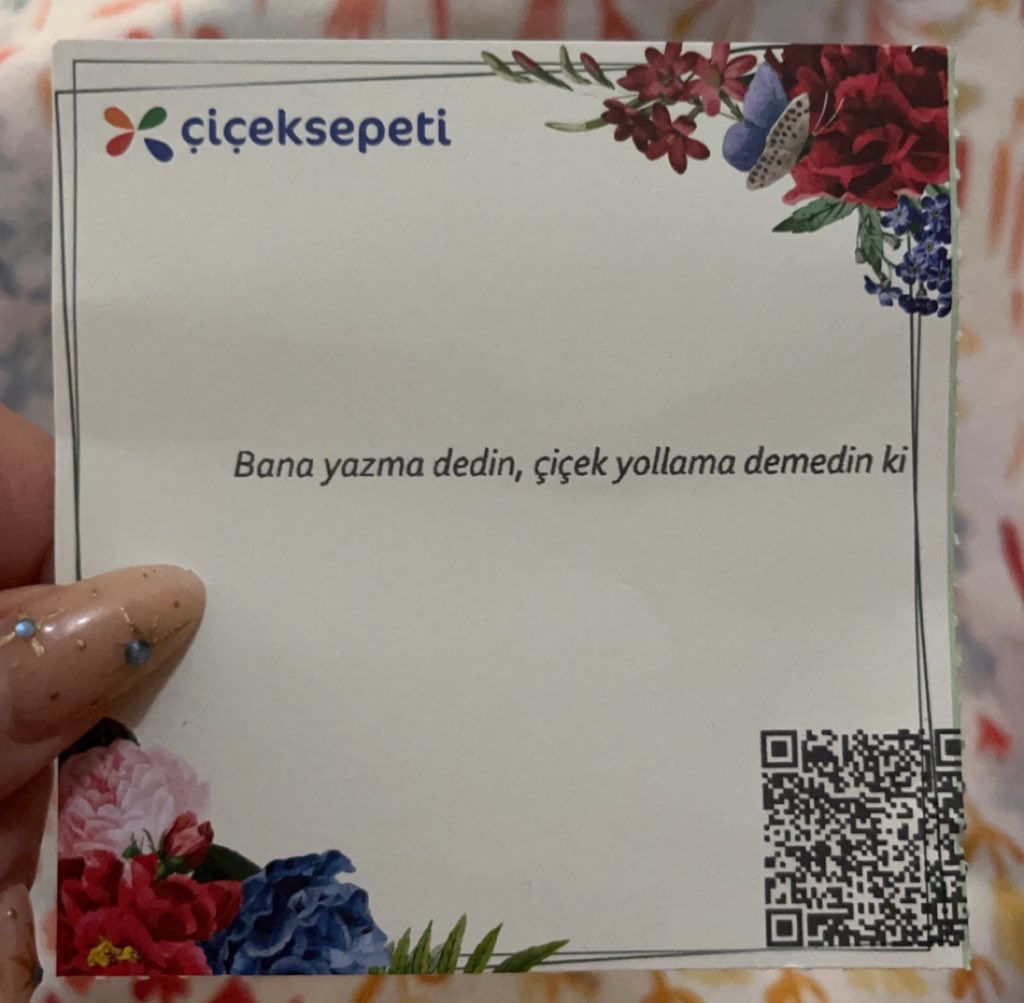 çiçeksepeti
Bana yazma dedin, çiçek yollama demedin ki